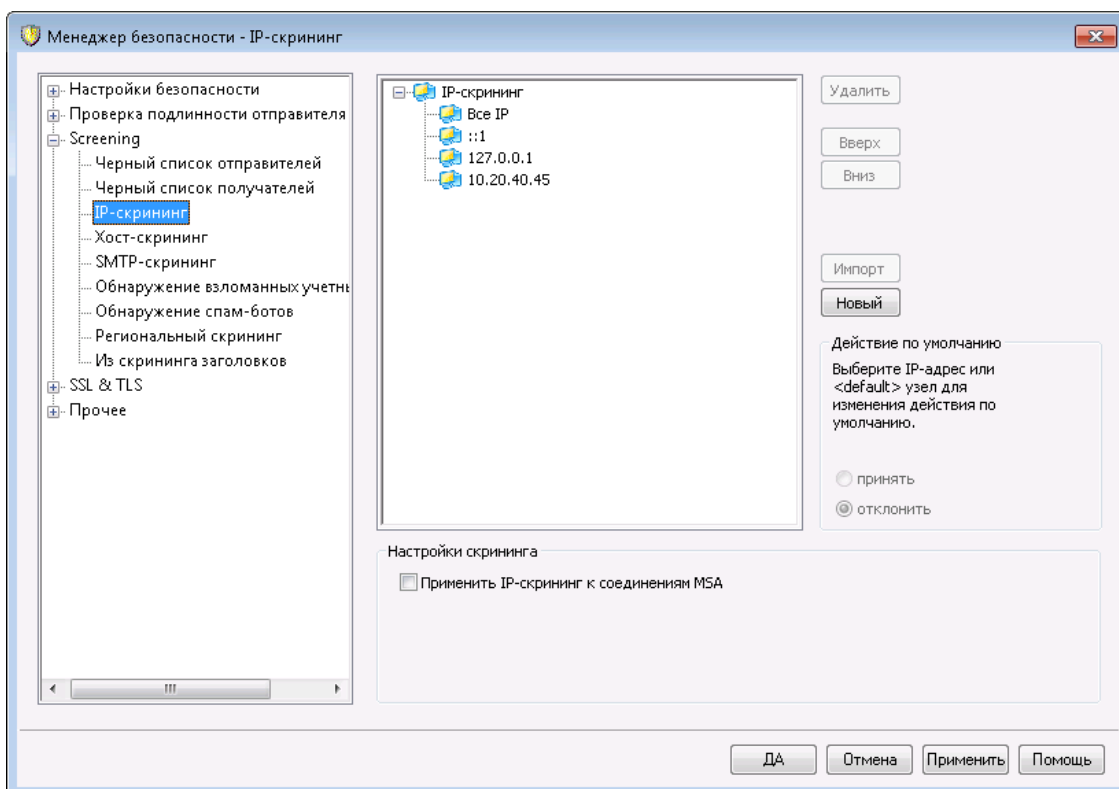 Менеджер безопасности - IP-скрининг
Настройки безопасности
Проверка подлинности отправителя
Screening
Черный список отправителей
Черный список получателей
IP-скрининг
Хост-скрининг
SMTP-скрининг
Обнаружение взломанных учетнь
Обнаружение спам-ботов
Региональный скрининг
Из скрининга заголовков
SSL & TLS
Прочее
IP-скрининг
Все IP
::1
127.0.0.1
10.20.40.45
Удалить
Вверх
Вниз
Импорт
Новый
Действие по умолчанию
Выберите IP-адрес или
<default> узел для
изменения действия по
умолчанию.
принять
отклонить
Настройки скрининга
Применить IP-скрининг к соединениям MSA
ДА
Отмена
Применить
Помощь